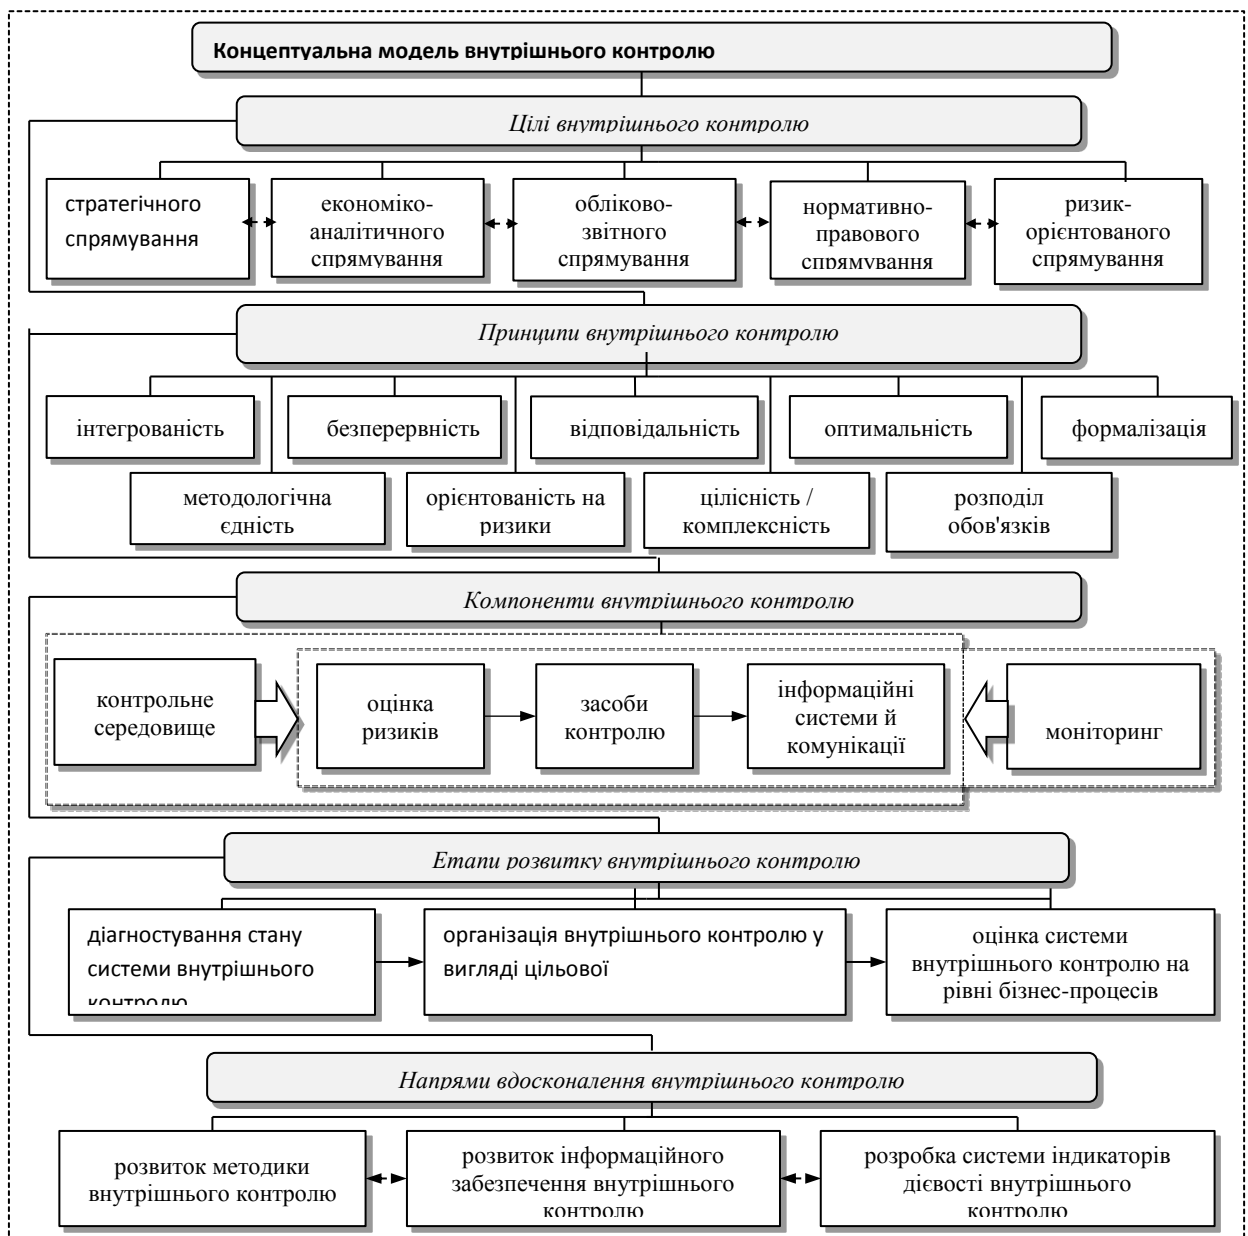 Концептуальна модель внутрішнього контролю
Цілі внутрішнього контролю
стратегічного
спрямування
економіко-
аналітичного
спрямування
обліково-
звітного
спрямування
нормативно-
правового
спрямування
ризик-
орієнтованого
спрямування
Принципи внутрішнього контролю
інтегрованість
безперервність
відповідальність
оптимальність
формалізація
методологічна
єдність
орієнтованість на
ризики
цілісність /
комплексність
розподіл
обов'язків
Компоненти внутрішнього контролю
контрольне
середовище
оцінка
ризиків
засоби
контролю
інформаційні
системи й
комунікації
моніторинг
Етапи розвитку внутрішнього контролю
діагностування стану
системи внутрішнього
контролю
організація внутрішнього контролю у
вигляді цільової
оцінка системи
внутрішнього контролю на
рівні бізнес-процесів
Напрями вдосконалення внутрішнього контролю
розвиток методики
внутрішнього контролю
розвиток інформаційного
забезпечення внутрішнього
контролю
розробка системи індикаторів
дієвості внутрішнього
контролю